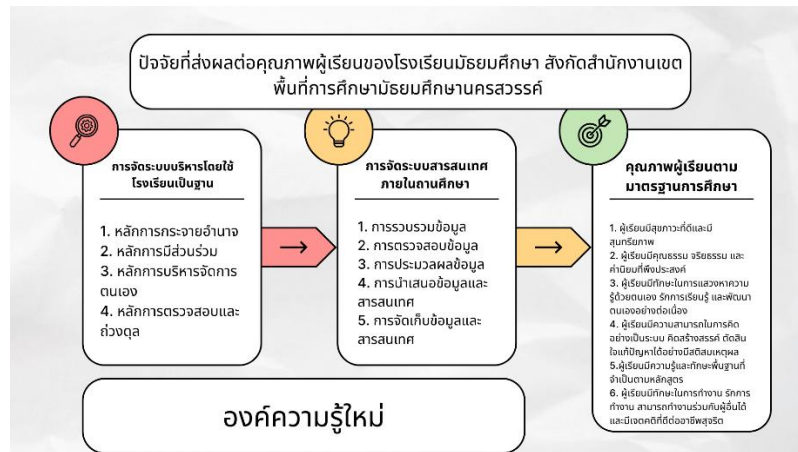 ปัจจัยที่ส่งผลต่อคุณภาพผู้เรียนของโรงเรียนมัธยมศึกษา สังกัดสำนักงานเขต
พื้นที่การศึกษามัธยมศึกษานครสวรรค์
การจัดระบบบริหารโดยใช้
โรงเรียนเป็นฐาน
1. หลักการกระจายอำนาจ
2. หลักการมีส่วนร่วม
3. หลักการบริหารจัดการ
ตนเอง
4. หลักการตรวจสอบและ
ถ่วงดุล
การจัดระบบสารสนเทศ
ภายในถานศึกษา
1. การรวบรวมข้อมูล
2. การตรวจสอบข้อมูล
3. การประมวลผลข้อมูล
4. การนำเสนอข้อมูลและ
สารสนเทศ
5. การจัดเก็บข้อมูลและ
สารสนเทศ
คุณภาพผู้เรียนตาม
มาตรฐานการศึกษา
1. ผู้เรียนมีสุขภาวะที่ดีและมี
สุนทรียภาพ
2. ผู้เรียนมีคุณธรรม จริยธรรม และ
ค่านิยมที่พึงประสงค์
3. ผู้เรียนมีทักษะในการแสวงหาความ
รู้ด้วยตนเอง รักการเรียนรู้ และพัฒนา
ตนเองอย่างต่อเนื่อง
4. ผู้เรียนมีความสามารถในการคิด
อย่างเป็นระบบ คิดสร้างสรรค์ ตัดสิน
ใจแก้ปัญหาได้อย่างมีสติสมเหตุผล
5.ผู้เรียนมีความรู้และทักษะพื้นฐานที่
จำเป็นตามหลักสูตร
6. ผู้เรียนมีทักษะในการทำงาน รักการ
ทำงาน สามารถทำงานร่วมกับผู้อื่นได้
และมีเจตคติที่ดีต่ออาชีพสุจริต
องค์ความรู้ใหม่